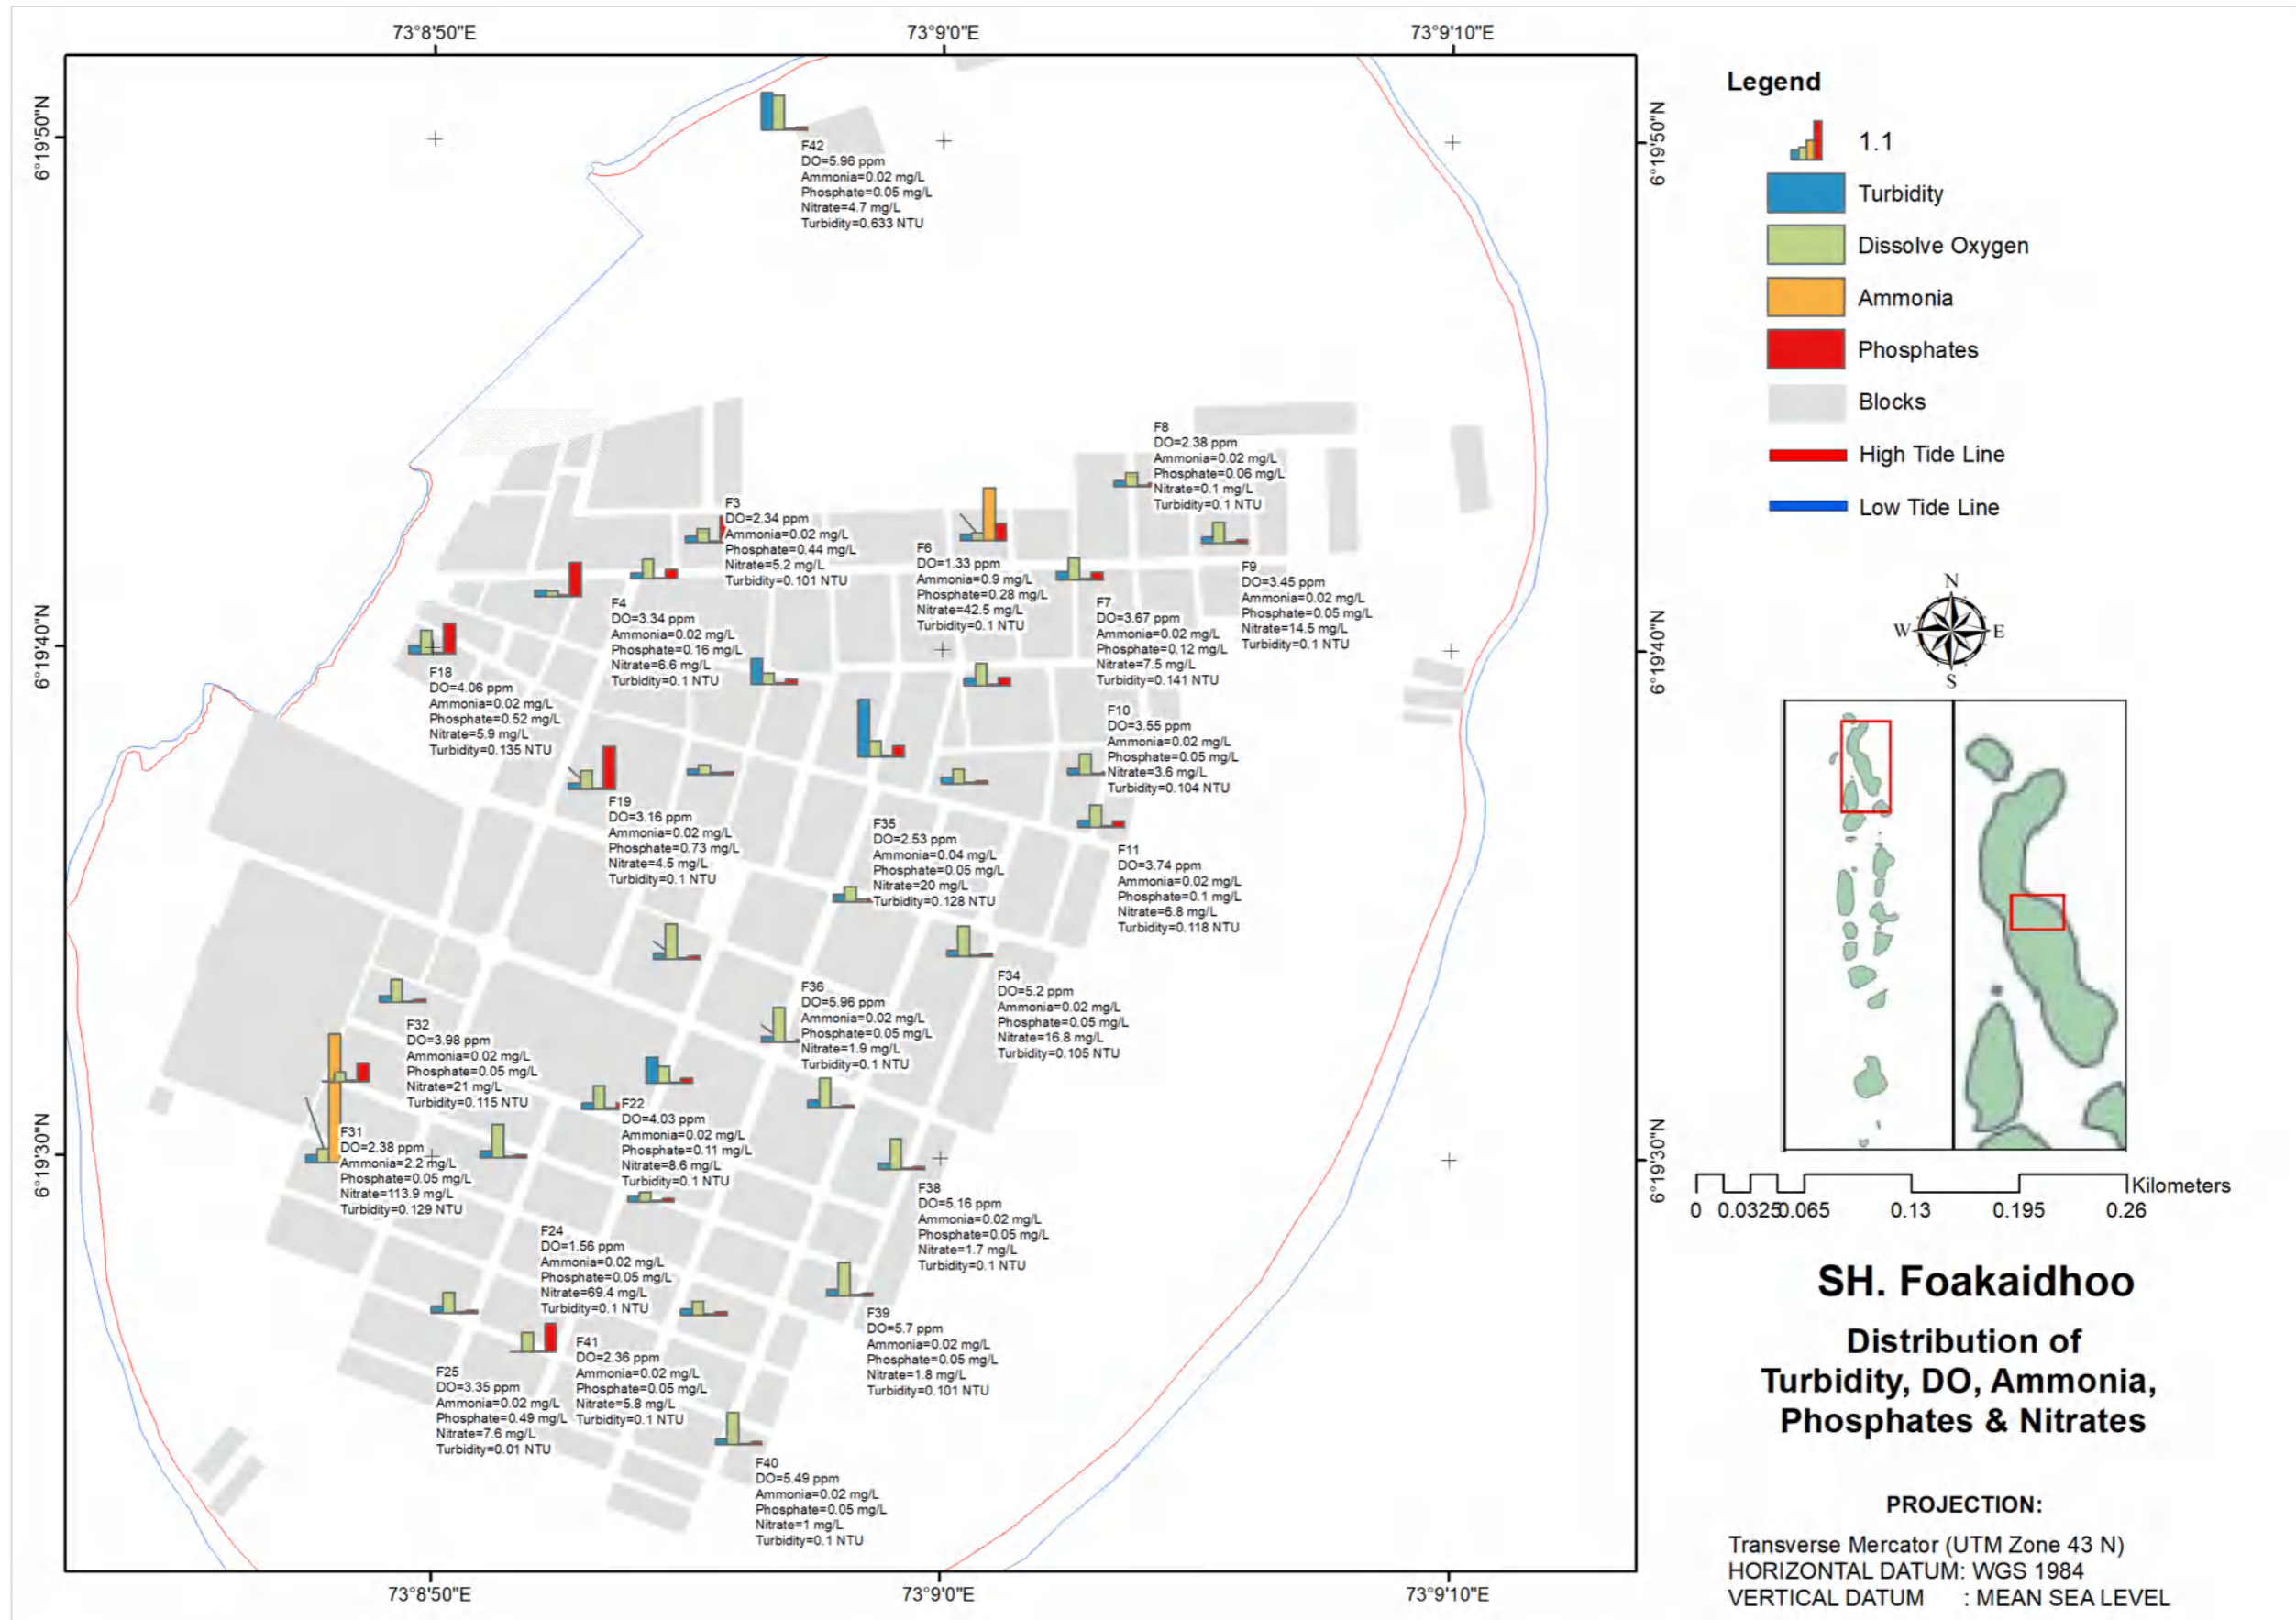 73°8'50"E
73°9'0"E
73°9'10"E
6°19'50"N
6°19'50"N
F42
DO=5.96 ppm
Ammonia=0.02 mg/L
Phosphate=0.05 mg/L
Nitrate=4.7 mg/L
Turbidity=0.633 NTU
F8
DO=2.38 ppm
Ammonia=0.02 mg/L
Phosphate=0.06 mg/L
Nitrate=0.1 mg/L
Turbidity=0.1 NTU
F3
DO=2.34 ppm
Ammonia=0.02 mg/L
Phosphate=0.44 mg/L
Nitrate=5.2 mg/L
Turbidity=0.101 NTU
F6
DO=1.33 ppm
Ammonia=0.9 mg/L
Phosphate=0.28 mg/L
Nitrate=42.5 mg/L
Turbidity=0.1 NTU
F9
DO=3.45 ppm
Ammonia=0.02 mg/L
Phosphate=0.05 mg/L
Nitrate=14.5 mg/L
Turbidity=0.1 NTU
F4
DO=3.34 ppm
Ammonia=0.02 mg/L
Phosphate=0.16 mg/L
Nitrate=6.6 mg/L
Turbidity=0.1 NTU
F7
DO=3.67 ppm
Ammonia=0.02 mg/L
Phosphate=0.12 mg/L
Nitrate=7.5 mg/L
Turbidity=0.141 NTU
6°19'40"N
6°19'40"N
F18
DO=4.06 ppm
Ammonia=0.02 mg/L
Phosphate=0.52 mg/L
Nitrate=5.9 mg/L
Turbidity=0.135 NTU
F10
DO=3.55 ppm
Ammonia=0.02 mg/L
Phosphate=0.05 mg/L
Nitrate=3.6 mg/L
Turbidity=0.104 NTU
F19
DO=3.16 ppm
Ammonia=0.02 mg/L
Phosphate=0.73 mg/L
Nitrate=4.5 mg/L
Turbidity=0.1 NTU
F35
DO=2.53 ppm
Ammonia=0.04 mg/L
Phosphate=0.05 mg/L
Nitrate=20 mg/L
Turbidity=0.128 NTU
F11
DO=3.74 ppm
Ammonia=0.02 mg/L
Phosphate=0.1 mg/L
Nitrate=6.8 mg/L
Turbidity=0.118 NTU
F34
DO=5.2 ppm
Ammonia=0.02 mg/L
Phosphate=0.05 mg/L
Nitrate=16.8 mg/L
Turbidity=0.105 NTU
F36
DO=5.96 ppm
Ammonia=0.02 mg/L
Phosphate=0.05 mg/L
Nitrate=1.9 mg/L
Turbidity=0.1 NTU
F32
DO=3.98 ppm
Ammonia=0.02 mg/L
Phosphate=0.05 mg/L
Nitrate=21 mg/L
Turbidity=0.115 NTU
F22
DO=4.03 ppm
Ammonia=0.02 mg/L
Phosphate=0.11 mg/L
Nitrate=8.6 mg/L
Turbidity=0.1 NTU
F31
DO=2.38 ppm
Ammonia=2.2 mg/L
Phosphate=0.05 mg/L
Nitrate=113.9 mg/L
Turbidity=0.129 NTU
6°19'30"N
6°19'30"N
F38
DO=5.16 ppm
Ammonia=0.02 mg/L
Phosphate=0.05 mg/L
Nitrate=1.7 mg/L
Turbidity=0.1 NTU
F24
DO=1.56 ppm
Ammonia=0.02 mg/L
Phosphate=0.05 mg/L
Nitrate=69.4 mg/L
Turbidity=0.1 NTU
F39
DO=5.7 ppm
Ammonia=0.02 mg/L
Phosphate=0.05 mg/L
Nitrate=1.8 mg/L
Turbidity=0.101 NTU
F41
DO=2.36 ppm
Ammonia=0.02 mg/L
Phosphate=0.05 mg/L
Nitrate=5.8 mg/L
Turbidity=0.1 NTU
F25
DO=3.35 ppm
Ammonia=0.02 mg/L
Phosphate=0.49 mg/L
Nitrate=7.6 mg/L
Turbidity=0.01 NTU
F40
DO=5.49 ppm
Ammonia=0.02 mg/L
Phosphate=0.05 mg/L
Nitrate=1 mg/L
Turbidity=0.1 NTU
73°8'50"E
73°9'0"E
73°9'10"E
Legend
1.1
Turbidity
Dissolve Oxygen
Ammonia
Phosphates
Blocks
High Tide Line
Low Tide Line
N
W
E
S
Kilometers
0 0.0325 0.065 0.13 0.195 0.26
SH. Foakaidhoo
Distribution of
Turbidity, DO, Ammonia,
Phosphates & Nitrates
PROJECTION:
Transverse Mercator (UTM Zone 43 N)
HORIZONTAL DATUM: WGS 1984
VERTICAL DATUM : MEAN SEA LEVEL